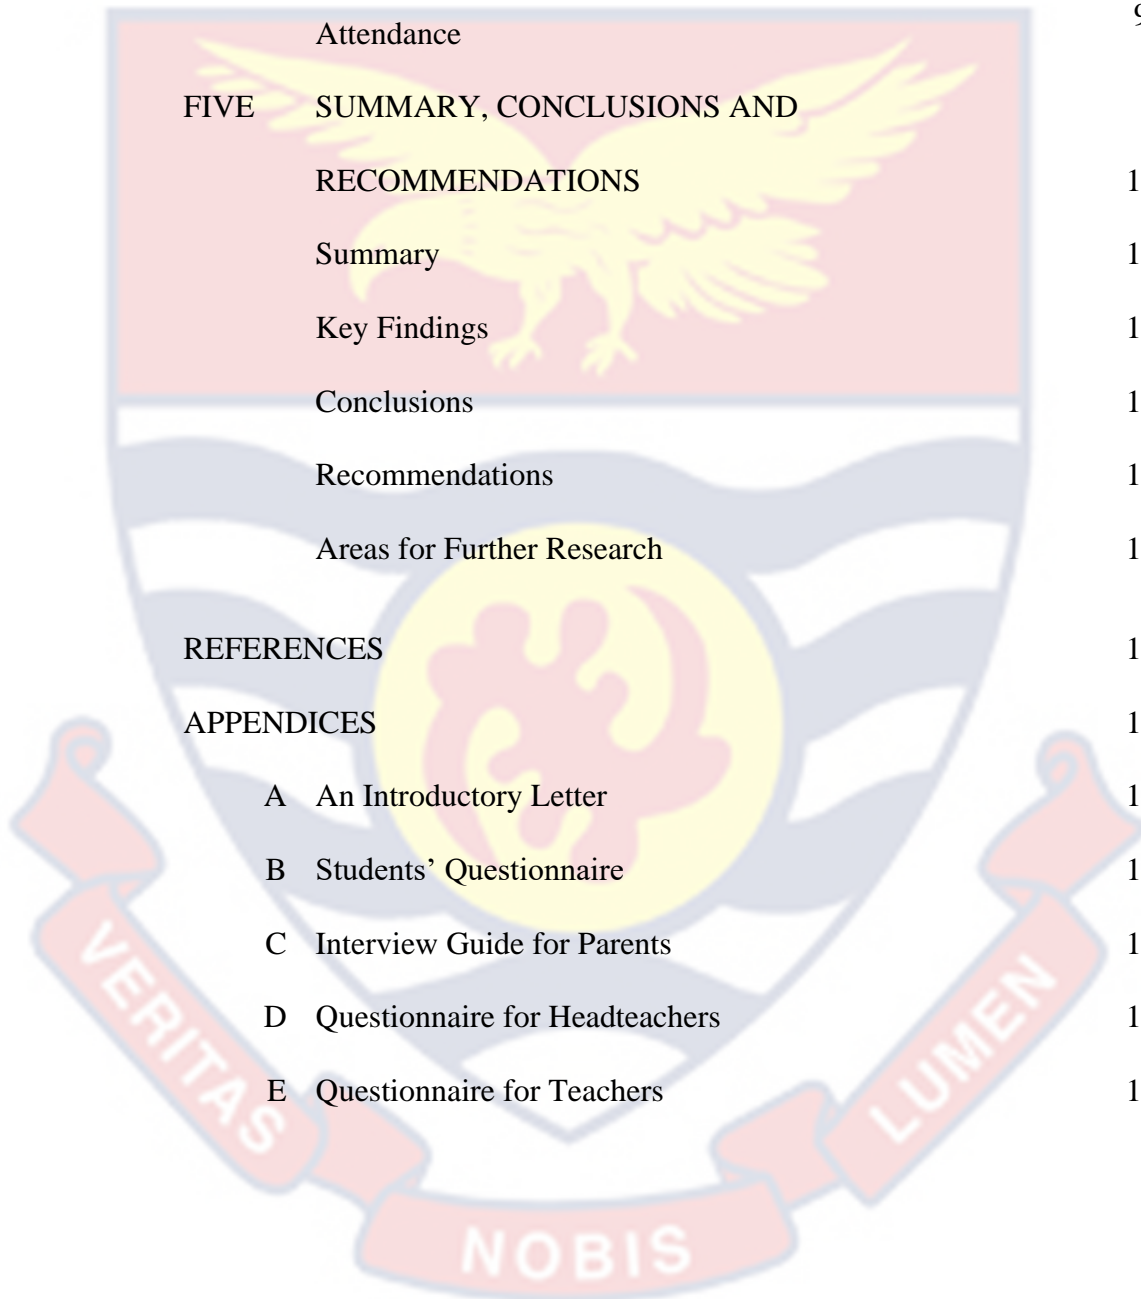 9
Attendance
FIVE SUMMARY, CONCLUSIONS AND
RECOMMENDATIONS 1
Summary 1
Key Findings 1
Conclusions 1
Recommendations 1
Areas for Further Research 1
REFERENCES 1
APPENDICES 1
A An Introductory Letter 1
B Students’ Questionnaire 1
C Interview Guide for Parents 1
D Questionnaire for Headteachers 1
E Questionnaire for Teachers 1
VERITAS
NOBIS
LUMEN